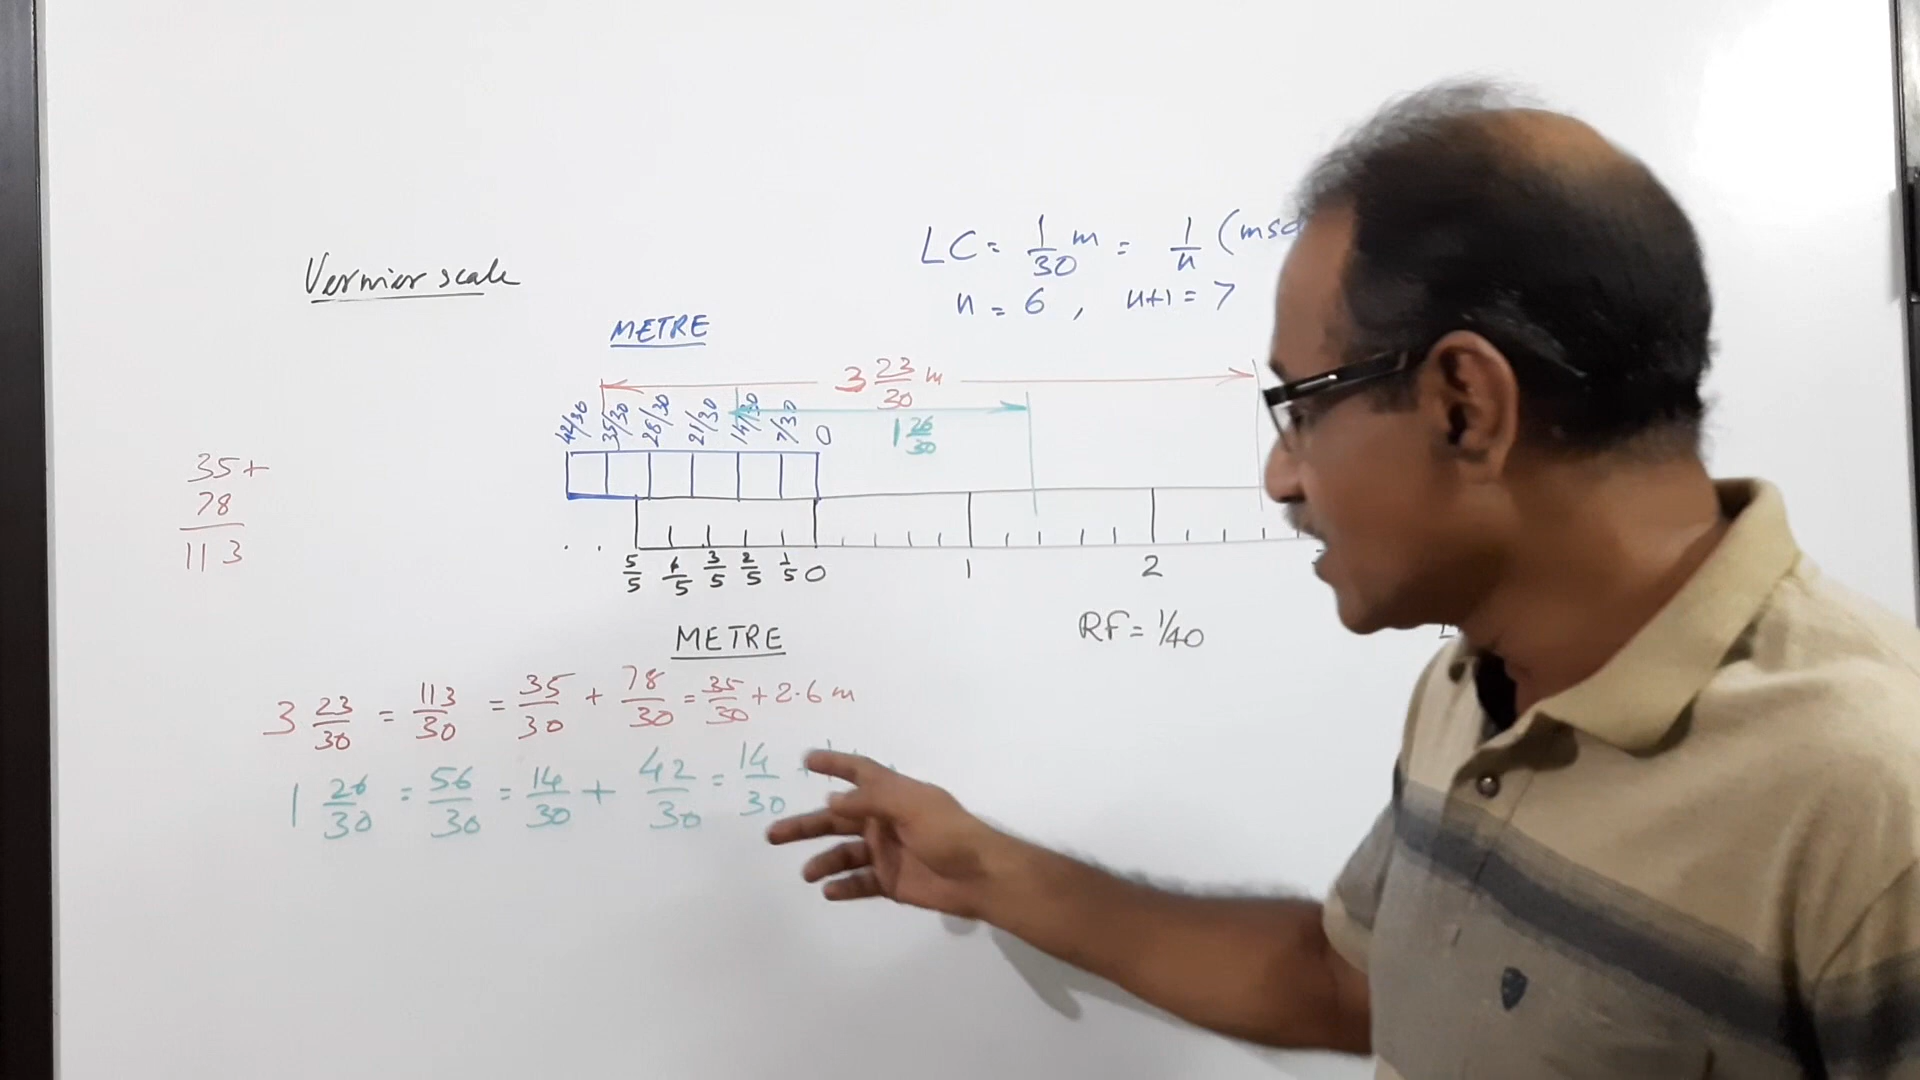 LC = 1/30 m = 1/n (msd
n = 6 , n+1 = 7
Vernier scale
METRE
3 23/30 m
42/30 35/30 28/30 21/30 14/30 7/30 0
1 26/30
35+
78
113
5/5 4/5 3/5 2/5 1/5 0 1 2
METRE
RF = 1/40
3 23/30 = 113/30 = 35/30 + 78/30 = 35/30 + 2.6 m
1 26/30 = 56/30 = 14/30 + 42/30 = 14/30 +